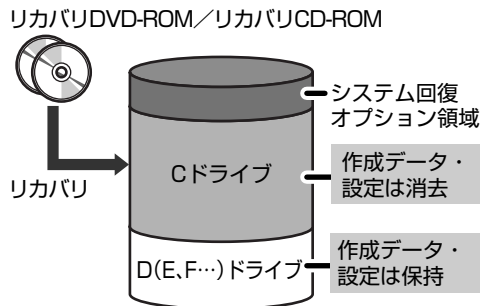 リカバリDVD-ROM／リカバリCD-ROM
システム回復
オプション領域
Cドライブ
作成データ・
設定は消去
リカバリ
D(E、F…)ドライブ
作成データ・
設定は保持